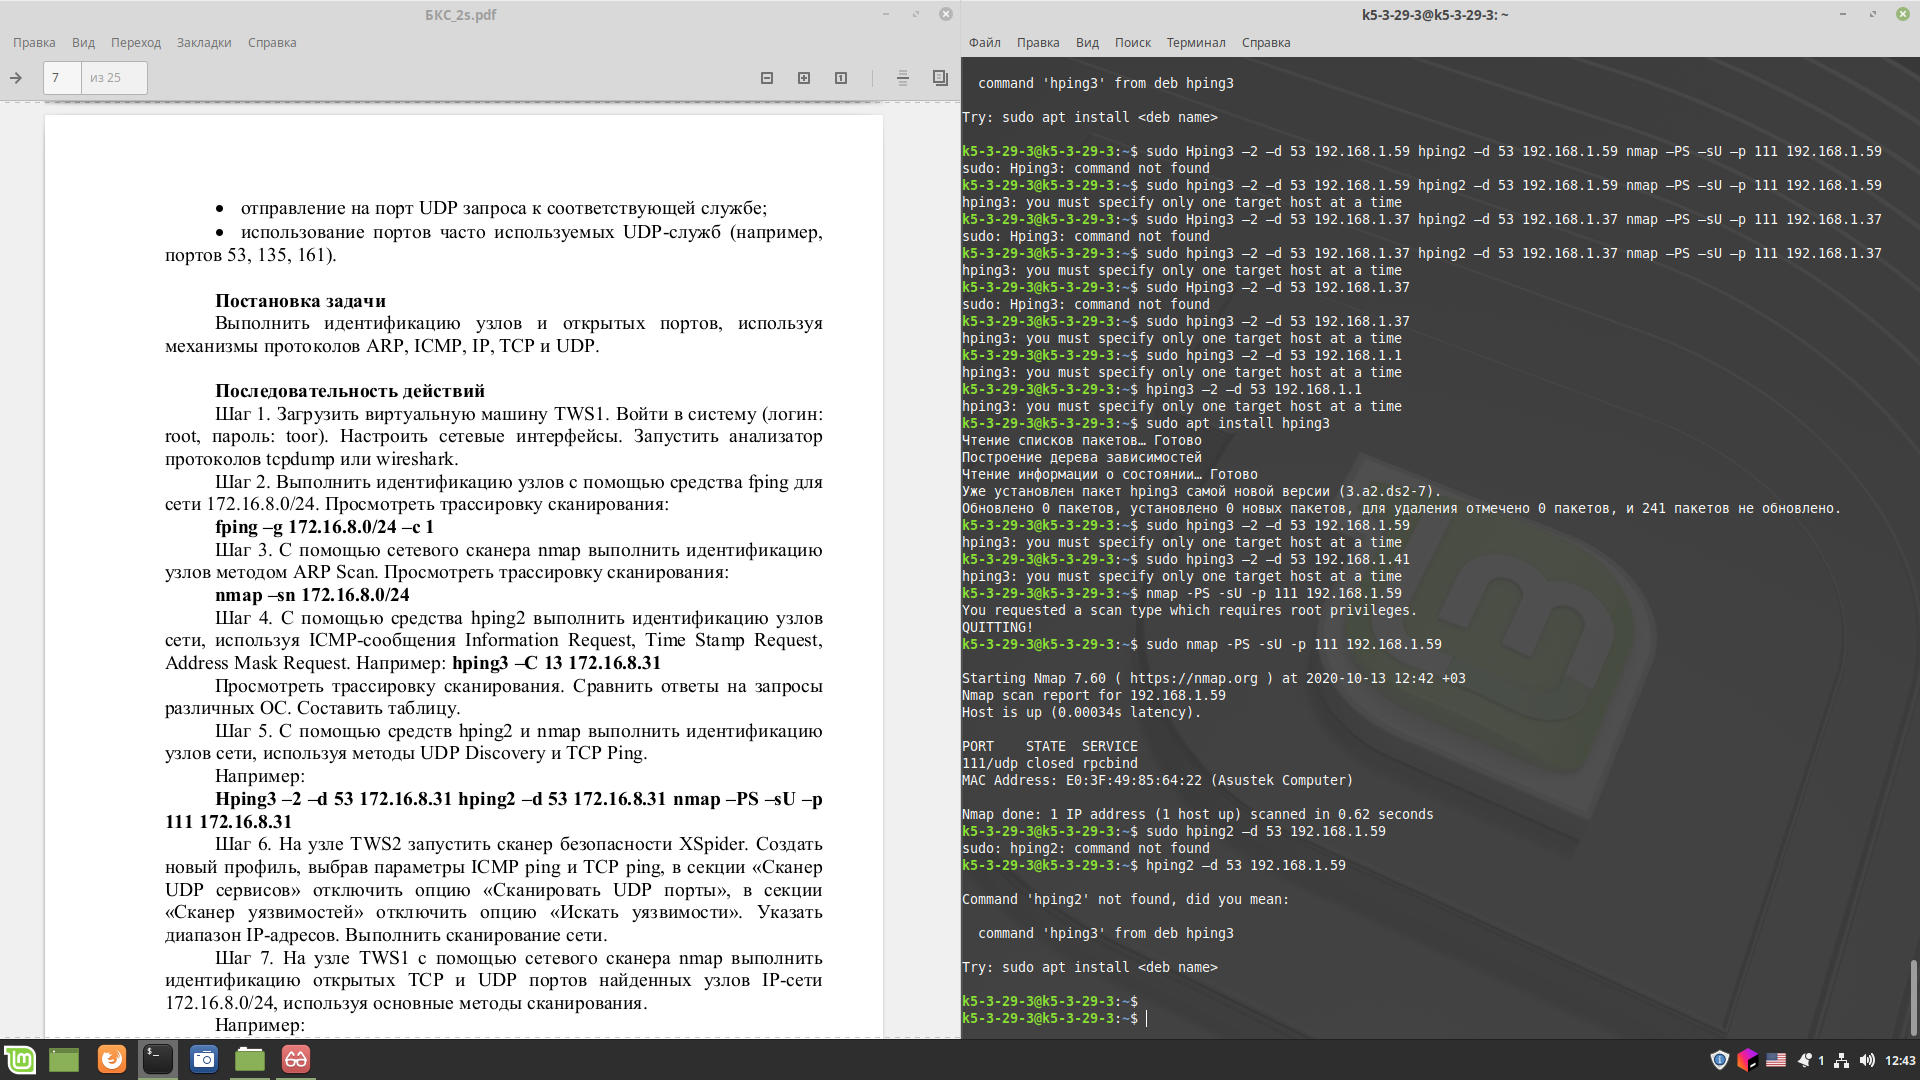 БКС_2s.pdf
Правка Вид Переход Закладки Справка
7 из 25
• отправление на порт UDP запроса к соответствующей службе;
• использование портов часто используемых UDP-служб (например,
портов 53, 135, 161).
Постановка задачи
Выполнить идентификацию узлов и открытых портов, используя
механизмы протоколов ARP, ICMP, IP, TCP и UDP.
Последовательность действий
Шаг 1. Загрузить виртуальную машину TWS1. Войти в систему (логин:
root, пароль: toor). Настроить сетевые интерфейсы. Запустить анализатор
протоколов tcpdump или wireshark.
Шаг 2. Выполнить идентификацию узлов с помощью средства fping для
сети 172.16.8.0/24. Просмотреть трассировку сканирования:
fping –g 172.16.8.0/24 –c 1
Шаг 3. С помощью сетевого сканера nmap выполнить идентификацию
узлов методом ARP Scan. Просмотреть трассировку сканирования:
nmap –sn 172.16.8.0/24
Шаг 4. С помощью средства hping2 выполнить идентификацию узлов
сети, используя ICMP-сообщения Information Request, Time Stamp Request,
Address Mask Request. Например: hping3 –C 13 172.16.8.31
Просмотреть трассировку сканирования. Сравнить ответы на запросы
различных ОС. Составить таблицу.
Шаг 5. С помощью средств hping2 и nmap выполнить идентификацию
узлов сети, используя методы UDP Discovery и TCP Ping.
Например:
Hping3 –2 –d 53 172.16.8.31 hping2 –d 53 172.16.8.31 nmap –PS –sU –p
111 172.16.8.31
Шаг 6. На узле TWS2 запустить сканер безопасности XSpider. Создать
новый профиль, выбрав параметры ICMP ping и TCP ping, в секции «Сканер
UDP сервисов» отключить опцию «Сканировать UDP порты», в секции
«Сканер уязвимостей» отключить опцию «Искать уязвимости». Указать
диапазон IP-адресов. Выполнить сканирование сети.
Шаг 7. На узле TWS1 с помощью сетевого сканера nmap выполнить
идентификацию открытых TCP и UDP портов найденных узлов IP-сети
172.16.8.0/24, используя основные методы сканирования.
Например:
k5-3-29-3@k5-3-29-3: ~
Файл Правка Вид Поиск Терминал Справка
command 'hping3' from deb hping3
Try: sudo apt install <deb name>
k5-3-29-3@k5-3-29-3:~$ sudo Hping3 –2 –d 53 192.168.1.59 hping2 –d 53 192.168.1.59 nmap –PS –sU –p 111 192.168.1.59
sudo: Hping3: command not found
k5-3-29-3@k5-3-29-3:~$ sudo hping3 –2 –d 53 192.168.1.59 hping2 –d 53 192.168.1.59 nmap –PS –sU –p 111 192.168.1.59
hping3: you must specify only one target host at a time
k5-3-29-3@k5-3-29-3:~$ sudo Hping3 –2 –d 53 192.168.1.37 hping2 –d 53 192.168.1.37 nmap –PS –sU –p 111 192.168.1.37
sudo: Hping3: command not found
k5-3-29-3@k5-3-29-3:~$ sudo hping3 –2 –d 53 192.168.1.37 hping2 –d 53 192.168.1.37 nmap –PS –sU –p 111 192.168.1.37
hping3: you must specify only one target host at a time
k5-3-29-3@k5-3-29-3:~$ sudo Hping3 –2 –d 53 192.168.1.37
sudo: Hping3: command not found
k5-3-29-3@k5-3-29-3:~$ sudo hping3 –2 –d 53 192.168.1.37
hping3: you must specify only one target host at a time
k5-3-29-3@k5-3-29-3:~$ sudo hping3 –2 –d 53 192.168.1.1
hping3: you must specify only one target host at a time
k5-3-29-3@k5-3-29-3:~$ hping3 –2 –d 53 192.168.1.1
hping3: you must specify only one target host at a time
k5-3-29-3@k5-3-29-3:~$ sudo apt install hping3
Чтение списков пакетов… Готово
Построение дерева зависимостей
Чтение информации о состоянии… Готово
Уже установлен пакет hping3 самой новой версии (3.a2.ds2-7).
Обновлено 0 пакетов, установлено 0 новых пакетов, для удаления отмечено 0 пакетов, и 241 пакетов не обновлено.
k5-3-29-3@k5-3-29-3:~$ sudo hping3 –2 –d 53 192.168.1.59
hping3: you must specify only one target host at a time
k5-3-29-3@k5-3-29-3:~$ sudo hping3 –2 –d 53 192.168.1.41
hping3: you must specify only one target host at a time
k5-3-29-3@k5-3-29-3:~$ nmap -PS -sU -p 111 192.168.1.59
You requested a scan type which requires root privileges.
QUITTING!
k5-3-29-3@k5-3-29-3:~$ sudo nmap -PS -sU -p 111 192.168.1.59
Starting Nmap 7.60 ( https://nmap.org ) at 2020-10-13 12:42 +03
Nmap scan report for 192.168.1.59
Host is up (0.00034s latency).
PORT STATE SERVICE
111/udp closed rpcbind
MAC Address: E0:3F:49:85:64:22 (Asustek Computer)
Nmap done: 1 IP address (1 host up) scanned in 0.62 seconds
k5-3-29-3@k5-3-29-3:~$ sudo hping2 –d 53 192.168.1.59
sudo: hping2: command not found
k5-3-29-3@k5-3-29-3:~$ hping2 –d 53 192.168.1.59
Command 'hping2' not found, did you mean:
command 'hping3' from deb hping3
Try: sudo apt install <deb name>
k5-3-29-3@k5-3-29-3:~$
k5-3-29-3@k5-3-29-3:~$
1 12:43